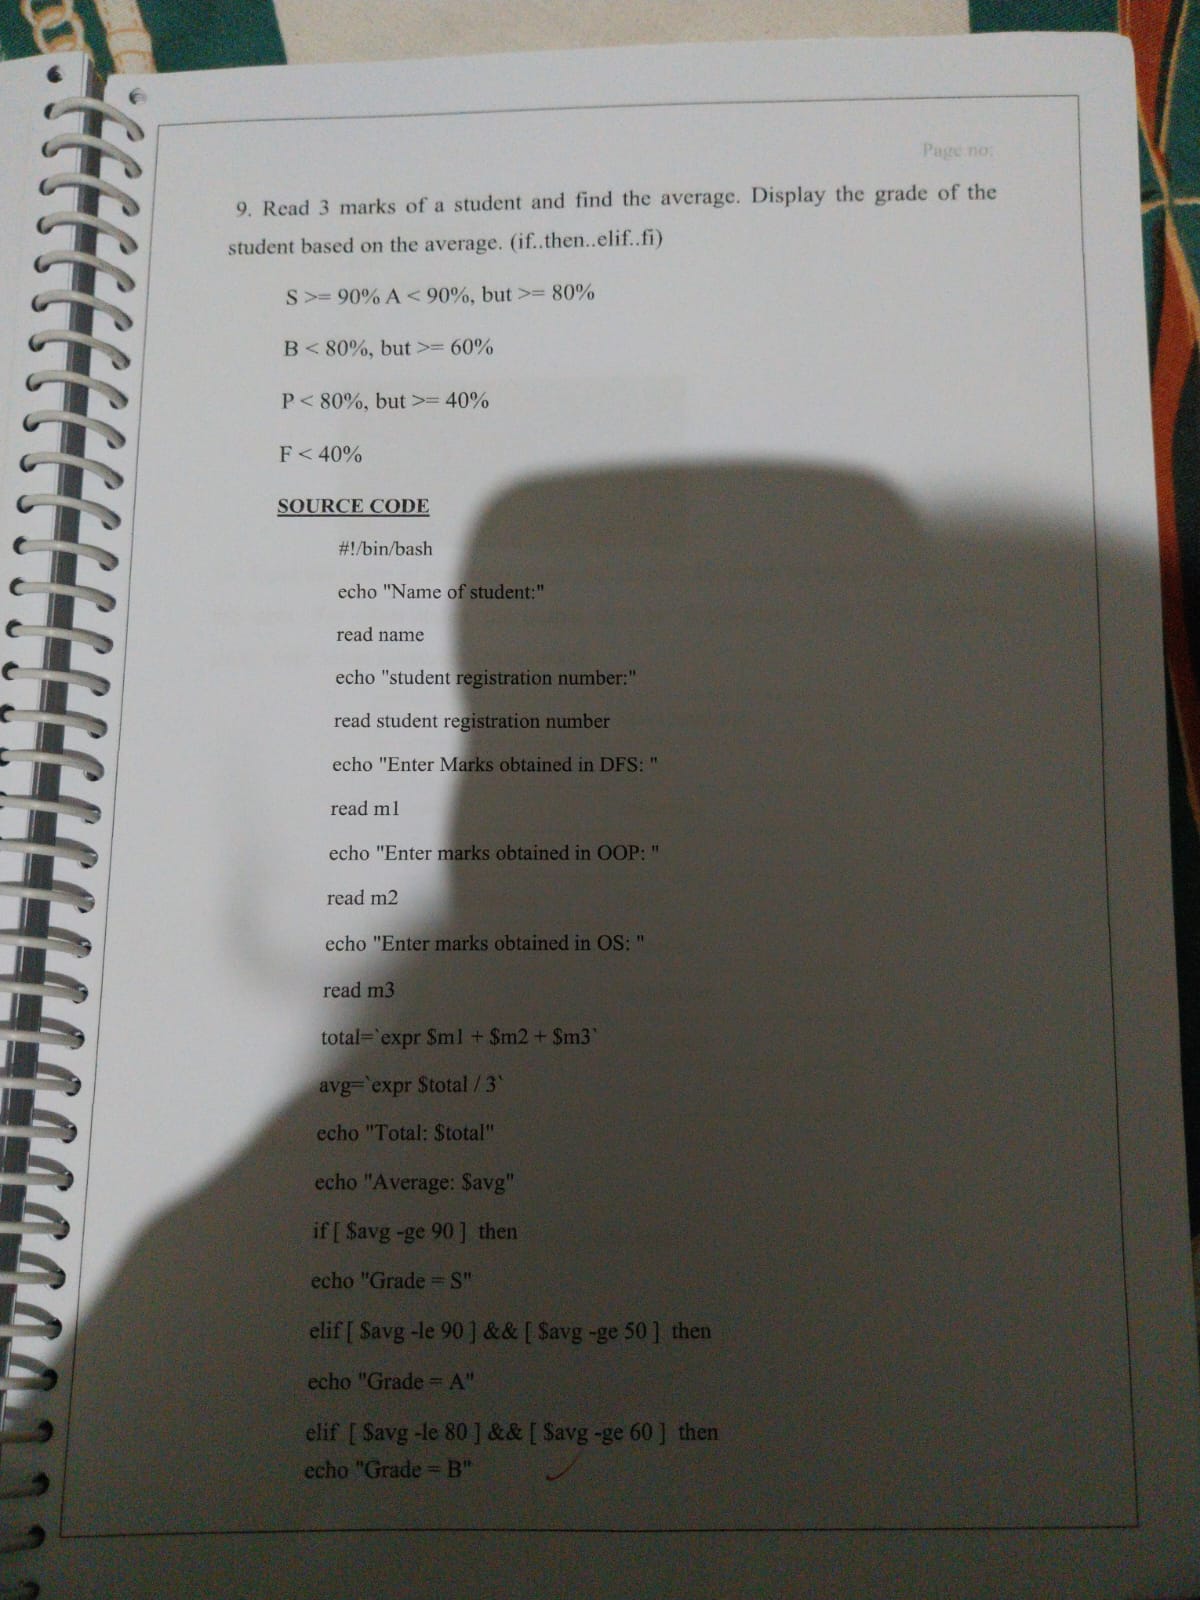 Page no:
9. Read 3 marks of a student and find the average. Display the grade of the
student based on the average. (if..then..elif..fi)
S >= 90% A < 90%, but >= 80%
B < 80%, but >= 60%
P < 80%, but >= 40%
F < 40%
SOURCE CODE
#!/bin/bash
echo "Name of student:"
read name
echo "student registration number:"
read student registration number
echo "Enter Marks obtained in DFS: "
read m1
echo "Enter marks obtained in OOP: "
read m2
echo "Enter marks obtained in OS: "
read m3
total=`expr $m1 + $m2 + $m3`
avg=`expr $total / 3`
echo "Total: $total"
echo "Average: $avg"
if [ $avg -ge 90 ] then
echo "Grade = S"
elif [ $avg -le 90 ] && [ $avg -ge 50 ] then
echo "Grade = A"
elif [ $avg -le 80 ] && [ $avg -ge 60 ] then
echo "Grade = B"